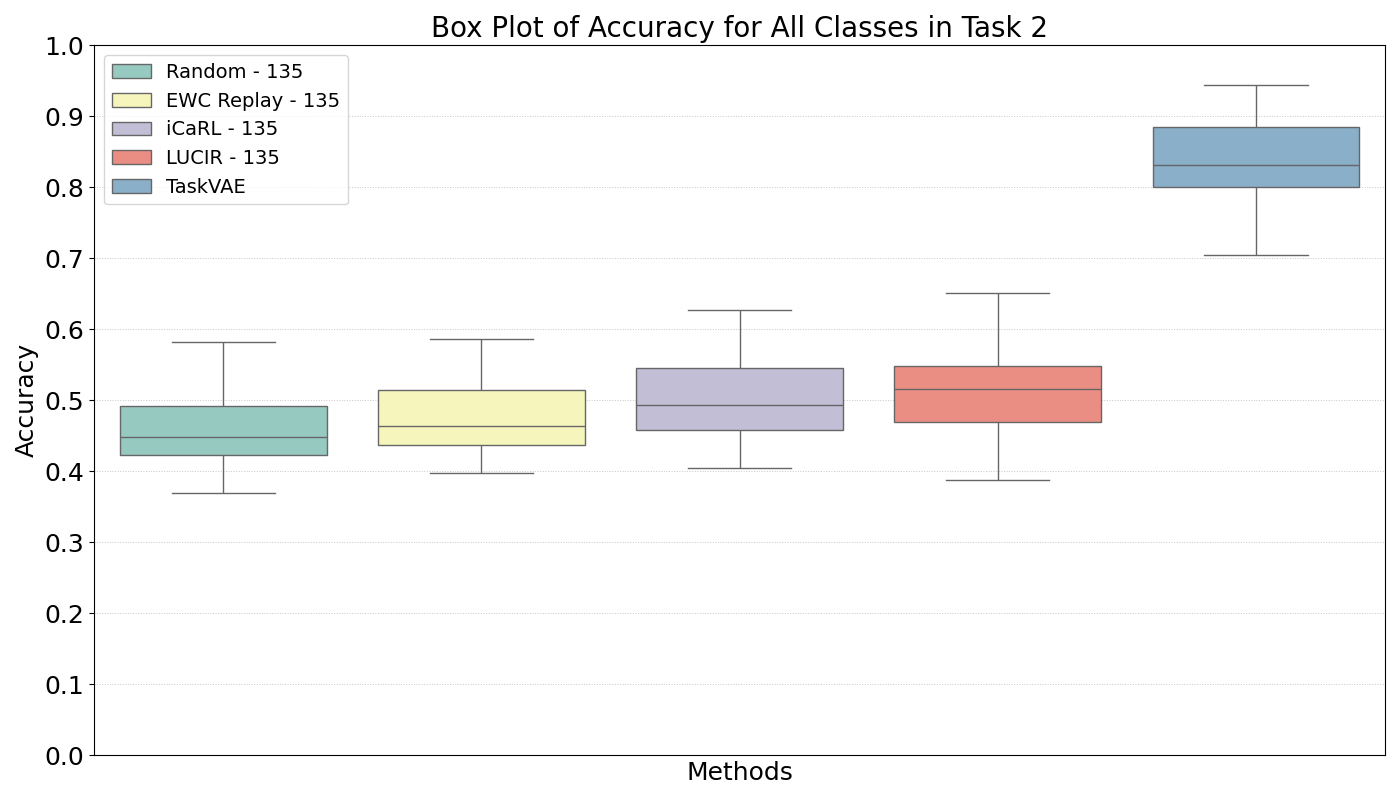 Box Plot of Accuracy for All Classes in Task 2
1.0
0.9
0.8
0.7
0.6
0.5
0.4
0.3
0.2
0.1
0.0
Accuracy
Random - 135
EWC Replay - 135
iCaRL - 135
LUCIR - 135
TaskVAE
Methods